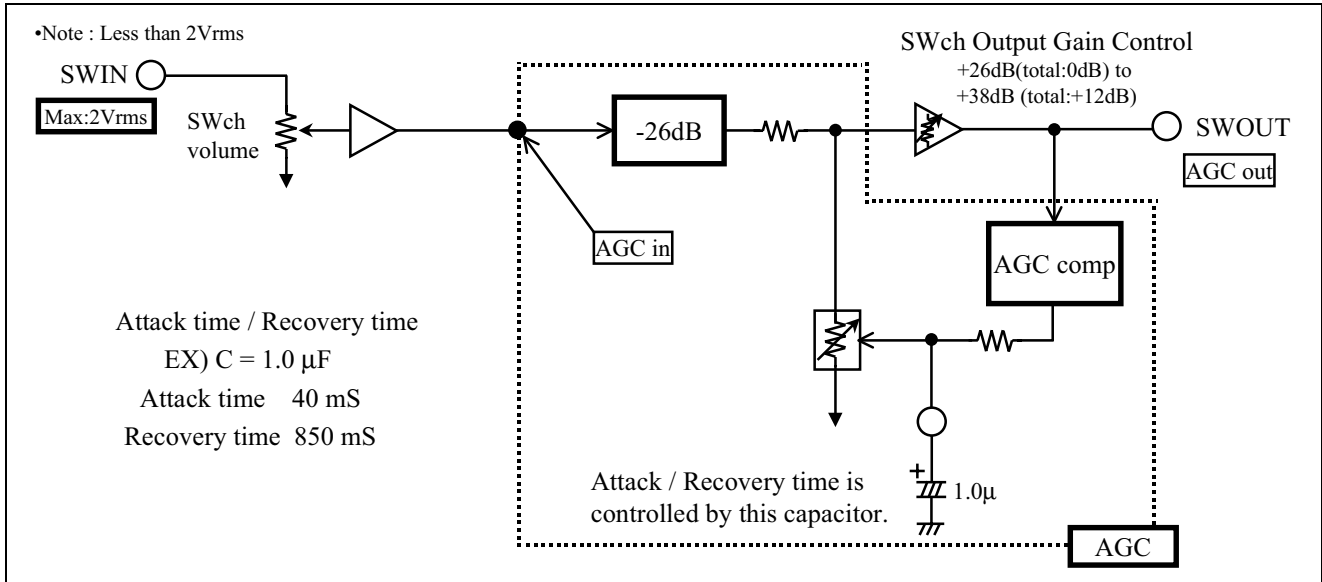 •Note : Less than 2Vrms
SWIN
Max:2Vrms
SWch
volume
-26dB
SWch Output Gain Control
+26dB(total:0dB) to
+38dB (total:+12dB)
SWOUT
AGC out
AGC in
AGC comp
Attack time / Recovery time
EX) C = 1.0 µF
Attack time 40 mS
Recovery time 850 mS
Attack / Recovery time is
controlled by this capacitor.
+
1.0µ
AGC